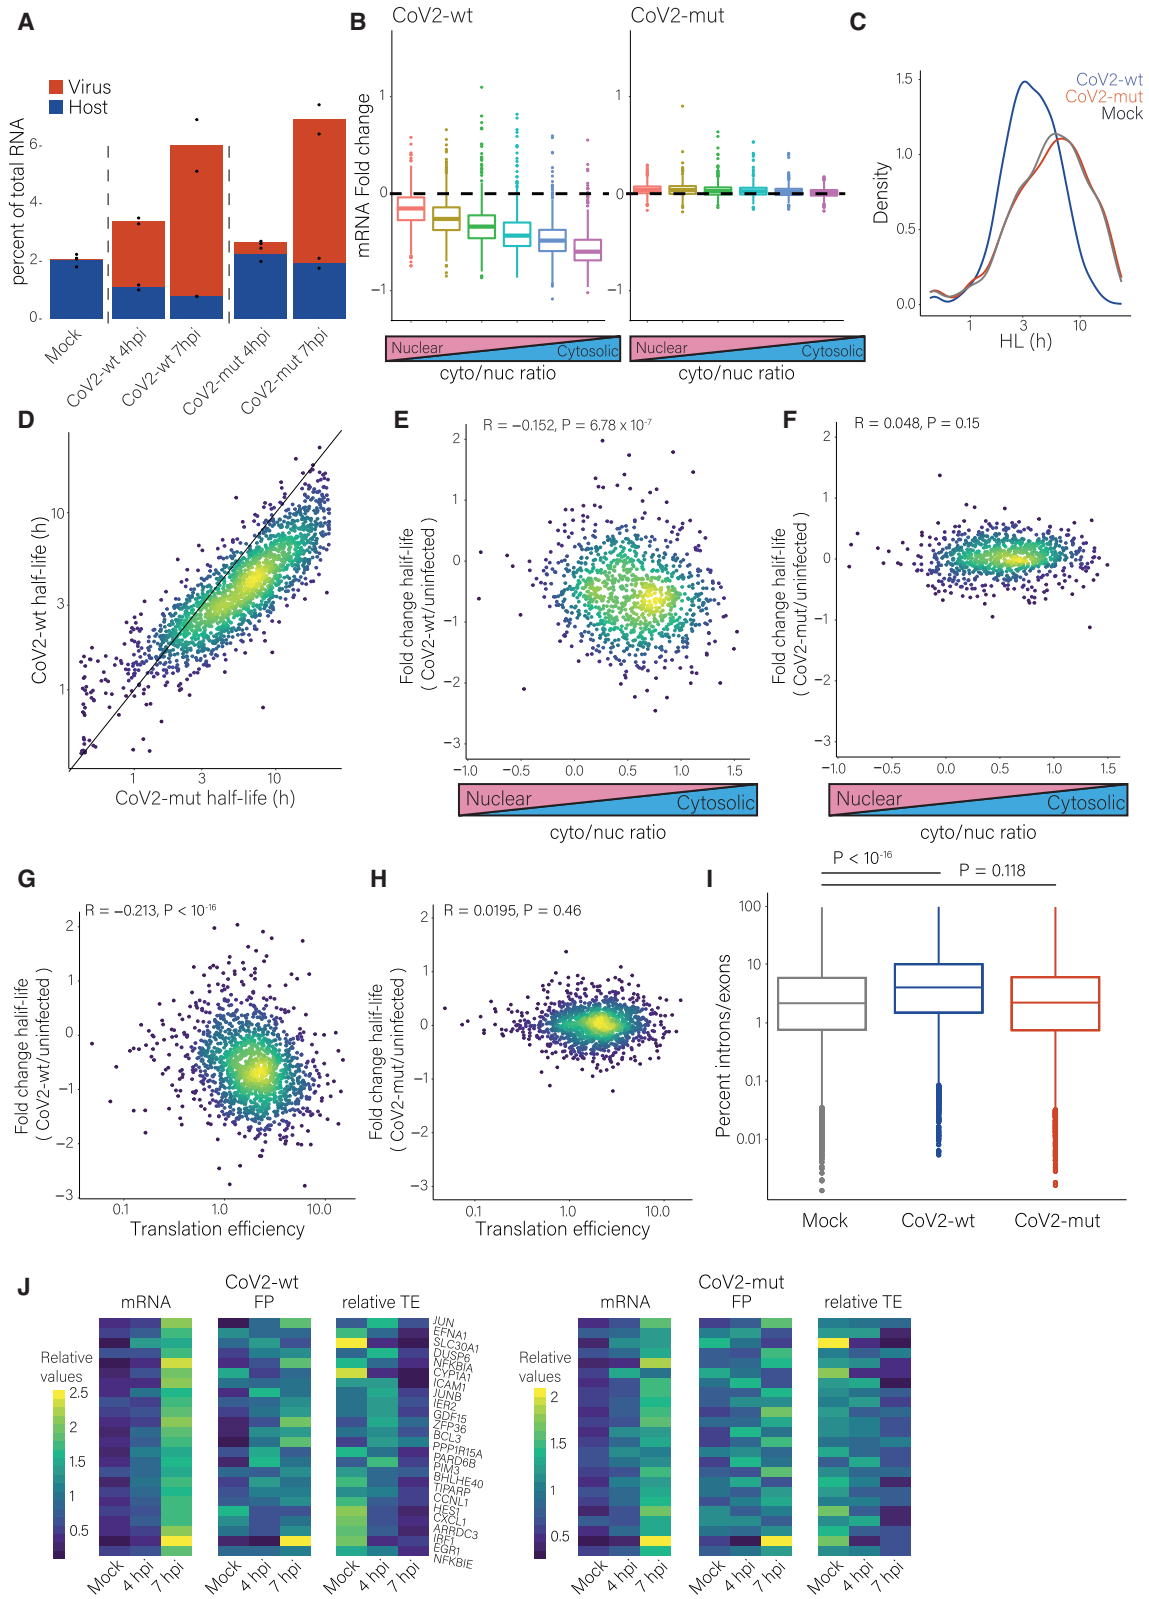 A
Virus
Host
percent of total RNA
6
4
2
0
Mock
CoV2-wt 4hpi
CoV2-wt 7hpi
CoV2-mut 4hpi
CoV2-mut 7hpi
B
CoV2-wt
CoV2-mut
mRNA Fold change
1
0
−1
1
0
−1
Nuclear
Cytosolic
cyto/nuc ratio
Nuclear
Cytosolic
cyto/nuc ratio
C
CoV2-wt
CoV2-mut
Mock
Density
1.5
1.0
0.5
0.0
1
3
10
HL (h)
D
CoV2-wt half-life (h)
10
3
1
1
3
10
CoV2-mut half-life (h)
E
R = −0.152, P = 6.78 x 10-7
Fold change half-life
( CoV2-wt/uninfected )
2
1
0
−1
−2
−3
−1.0
−0.5
0.0
0.5
1.0
1.5
Nuclear
Cytosolic
cyto/nuc ratio
F
R = 0.048, P = 0.15
Fold change half-life
( CoV2-mut/uninfected )
2
1
0
−1
−2
−3
−1.0
−0.5
0.0
0.5
1.0
1.5
Nuclear
Cytosolic
cyto/nuc ratio
G
R = −0.213, P < 10-16
Fold change half-life
( CoV2-wt/uninfected )
2
1
0
−1
−2
−3
0.1
1.0
10.0
Translation efficiency
H
R = 0.0195, P = 0.46
Fold change half-life
( CoV2-mut/uninfected )
2
1
0
−1
−2
−3
0.1
1.0
10.0
Translation efficiency
I
P < 10-16
P = 0.118
Percent introns/exons
100
10
1
0.1
0.01
Mock
CoV2-wt
CoV2-mut
J
CoV2-wt
mRNA
FP
relative TE
Relative
values
2.5
2
1.5
1
0.5
Mock
4 hpi
7 hpi
Mock
4 hpi
7 hpi
Mock
4 hpi
7 hpi
JUN
EFNA1
SLC30A1
DUSP6
NFKBIA
CYP1A1
ICAM1
JUNB
IER2
GDF15
ZFP36
BCL3
PPP1R15A
PARD6B
PIM3
BHLHE40
TIPARP
CCNL1
HES1
CXCL1
ARRDC3
IRF1
EGR1
NFKBIE
CoV2-mut
mRNA
FP
relative TE
Relative
values
2
1.5
1
0.5
Mock
4 hpi
7 hpi
Mock
4 hpi
7 hpi
Mock
4 hpi
7 hpi